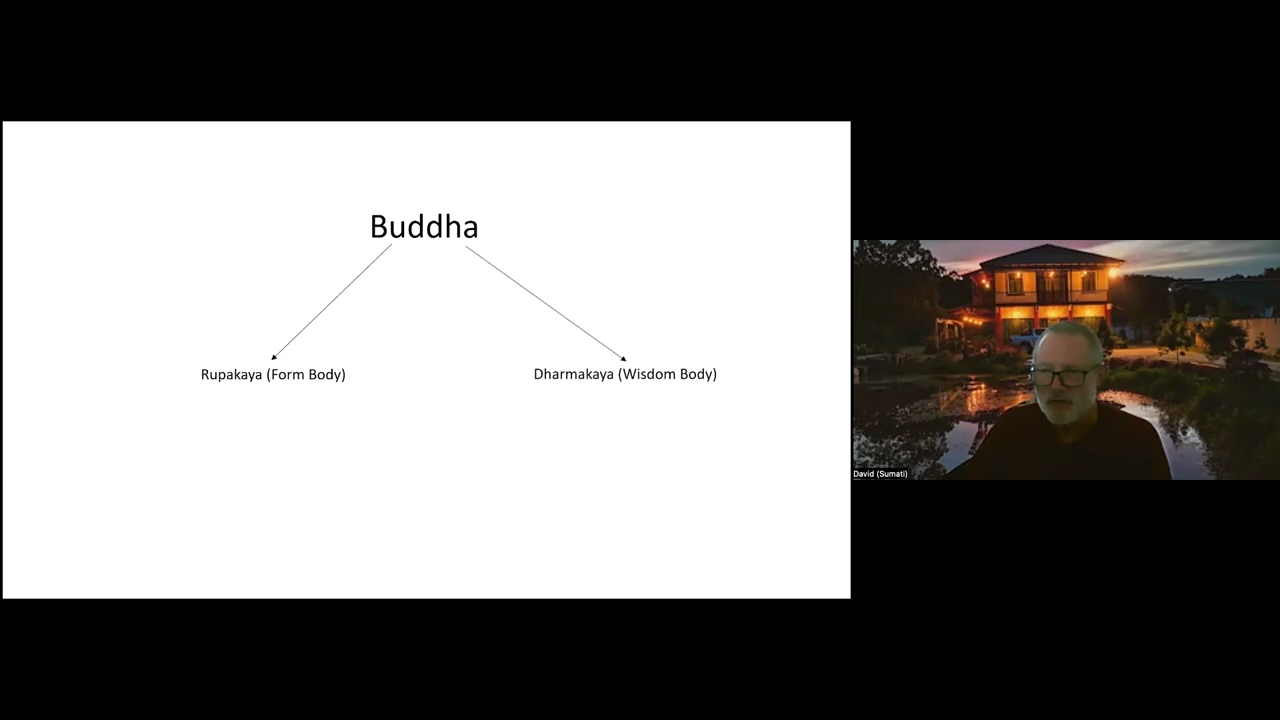 Buddha
Rupakaya (Form Body)
Dharmakaya (Wisdom Body)
David (Sumati)